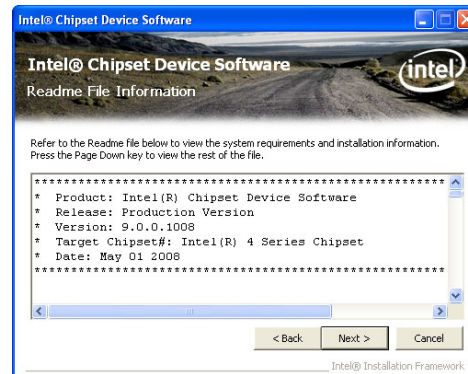 Intel® Chipset Device Software
Intel® Chipset Device Software
intel
Readme File Information
Refer to the Readme file below to view the system requirements and installation information.
Press the Page Down key to view the rest of the file.
*********************************************************
*  Product: Intel(R) Chipset Device Software
*  Release: Production Version
*  Version: 9.0.0.1008
*  Target Chipset#: Intel(R) 4 Series Chipset
*  Date: May 01 2008
*********************************************************
< Back Next > Cancel
Intel® Installation Framework